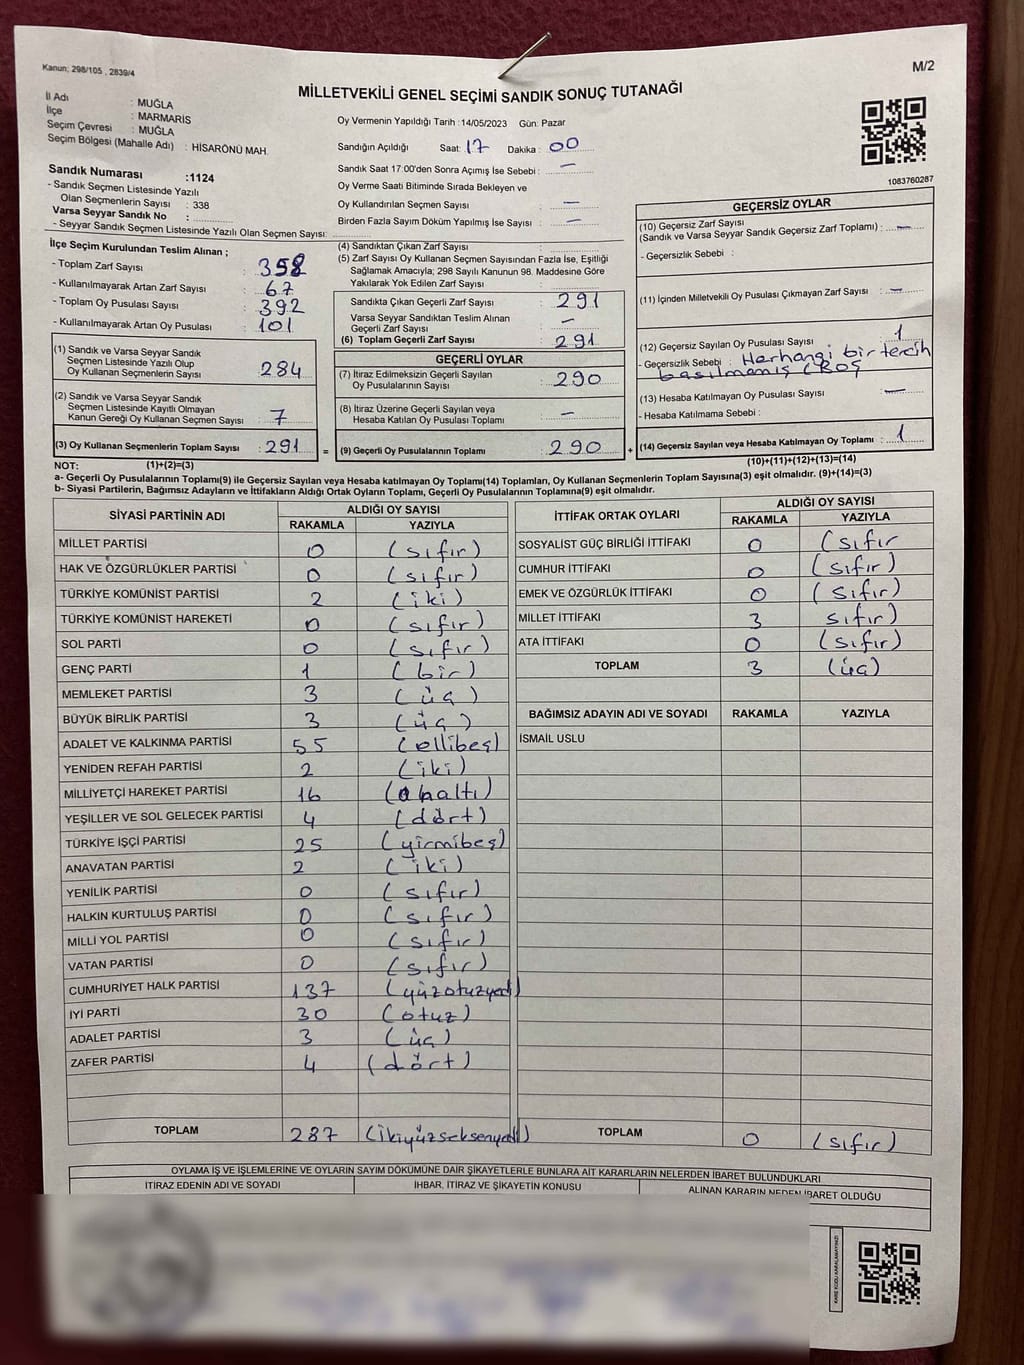 Kanun; 298/105 , 2839/4
M/2
MİLLETVEKİLİ GENEL SEÇİMİ SANDIK SONUÇ TUTANAĞI
İl Adı : MUĞLA
İlçe : MARMARİS
Seçim Çevresi : MUĞLA
Seçim Bölgesi (Mahalle Adı) : HİSARÖNÜ MAH.
Sandık Numarası :1124
- Sandık Seçmen Listesinde Yazılı
Olan Seçmenlerin Sayısı : 338
Varsa Seyyar Sandık No :
- Seyyar Sandık Seçmen Listesinde Yazılı Olan Seçmen Sayısı:
Oy Vermenin Yapıldığı Tarih :14/05/2023 Gün: Pazar
Sandığın Açıldığı Saat: 17 Dakika : 00
Sandık Saat 17:00'den Sonra Açımış İse Sebebi : —
Oy Verme Saati Bitiminde Sırada Bekleyen ve
Oy Kullandırılan Seçmen Sayısı : —
Birden Fazla Sayım Döküm Yapılmış İse Sayısı : —
1083760287
İlçe Seçim Kurulundan Teslim Alınan ;
- Toplam Zarf Sayısı : 358
- Kullanılmayarak Artan Zarf Sayısı : 67
- Toplam Oy Pusulası Sayısı : 392
- Kullanılmayarak Artan Oy Pusulası : 101
(1) Sandık ve Varsa Seyyar Sandık
Seçmen Listesinde Yazılı Olup
Oy Kullanan Seçmenlerin Sayısı : 284
(2) Sandık ve Varsa Seyyar Sandık
Seçmen Listesinde Kayıtlı Olmayan
Kanun Gereği Oy Kullanan Seçmen Sayısı : 7
(3) Oy Kullanan Seçmenlerin Toplam Sayısı : 291
(4) Sandıktan Çıkan Zarf Sayısı :
(5) Zarf Sayısı Oy Kullanan Seçmen Sayısından Fazla İse, Eşitliği
Sağlamak Amacıyla; 298 Sayılı Kanunun 98. Maddesine Göre
Yakılarak Yok Edilen Zarf Sayısı :
Sandıkta Çıkan Geçerli Zarf Sayısı : 291
Varsa Seyyar Sandıktan Teslim Alınan
Geçerli Zarf Sayısı : —
(6) Toplam Geçerli Zarf Sayısı : 291
GEÇERLİ OYLAR
(7) İtiraz Edilmeksizin Geçerli Sayılan
Oy Pusulalarının Sayısı : 290
(8) İtiraz Üzerine Geçerli Sayılan veya
Hesaba Katılan Oy Pusulası Toplamı : —
= (9) Geçerli Oy Pusulalarının Toplamı : 290 +
GEÇERSİZ OYLAR
(10) Geçersiz Zarf Sayısı
(Sandık ve Varsa Seyyar Sandık Geçersiz Zarf Toplamı) : —
- Geçersizlik Sebebi :
(11) İçinden Milletvekili Oy Pusulası Çıkmayan Zarf Sayısı : —
(12) Geçersiz Sayılan Oy Pusulası Sayısı : 1
- Geçersizlik Sebebi : Herhangi bir tercih
basılmamış (BOŞ
(13) Hesaba Katılmayan Oy Pusulası Sayısı : —
- Hesaba Katılmama Sebebi :
(14) Geçersiz Sayılan veya Hesaba Katılmayan Oy Toplamı : 1
NOT: (1)+(2)=(3)
(10)+(11)+(12)+(13)=(14)
a- Geçerli Oy Pusulalarının Toplamı(9) ile Geçersiz Sayılan veya Hesaba Katılmayan Oy Toplamı(14) Toplamları, Oy Kullanan Seçmenlerin Toplam Sayısına(3) eşit olmalıdır. (9)+(14)=(3)
b- Siyasi Partilerin, Bağımsız Adayların ve İttifakların Aldığı Ortak Oyların Toplamı, Geçerli Oy Pusulalarının Toplamına(9) eşit olmalıdır.
SİYASİ PARTİNİN ADI ALDIĞI OY SAYISI
RAKAMLA YAZIYLA
MİLLET PARTİSİ 0 (sıfır)
HAK VE ÖZGÜRLÜKLER PARTİSİ 0 (sıfır)
TÜRKİYE KOMÜNİST PARTİSİ 2 (iki)
TÜRKİYE KOMÜNİST HAREKETİ 0 (sıfır)
SOL PARTİ 0 (sıfır)
GENÇ PARTİ 1 (bir)
MEMLEKET PARTİSİ 3 (üç)
BÜYÜK BİRLİK PARTİSİ 3 (üç)
ADALET VE KALKINMA PARTİSİ 55 (ellibeş)
YENİDEN REFAH PARTİSİ 2 (iki)
MİLLİYETÇİ HAREKET PARTİSİ 16 (onaltı)
YEŞİLLER VE SOL GELECEK PARTİSİ 4 (dört)
TÜRKİYE İŞÇİ PARTİSİ 25 (yirmibeş)
ANAVATAN PARTİSİ 2 (iki)
YENİLİK PARTİSİ 0 (sıfır)
HALKIN KURTULUŞ PARTİSİ 0 (sıfır)
MİLLİ YOL PARTİSİ 0 (sıfır)
VATAN PARTİSİ 0 (sıfır)
CUMHURİYET HALK PARTİSİ 137 (yüzotuzyedi)
İYİ PARTİ 30 (otuz)
ADALET PARTİSİ 3 (üç)
ZAFER PARTİSİ 4 (dört)
TOPLAM 287 (ikiyüzseksenyedi)
İTTİFAK ORTAK OYLARI ALDIĞI OY SAYISI
RAKAMLA YAZIYLA
SOSYALİST GÜÇ BİRLİĞİ İTTİFAKI 0 (sıfır
CUMHUR İTTİFAKI 0 (sıfır)
EMEK VE ÖZGÜRLÜK İTTİFAKI 0 (sıfır)
MİLLET İTTİFAKI 3 sıfır)
ATA İTTİFAKI 0 (sıfır)
TOPLAM 3 (üç)
BAĞIMSIZ ADAYIN ADI VE SOYADI RAKAMLA YAZIYLA
İSMAİL USLU
TOPLAM 0 (sıfır)
OYLAMA İŞ VE İŞLEMLERİNE VE OYLARIN SAYIM DÖKÜMÜNE DAİR ŞİKAYETLERLE BUNLARA AİT KARARLARIN NELERDEN İBARET BULUNDUKLARI
İTİRAZ EDENİN ADI VE SOYADI İHBAR, İTİRAZ VE ŞİKAYETİN KONUSU ALINAN KARARIN NEDEN İBARET OLDUĞU
KARE KODU KARALAMAYINIZ!